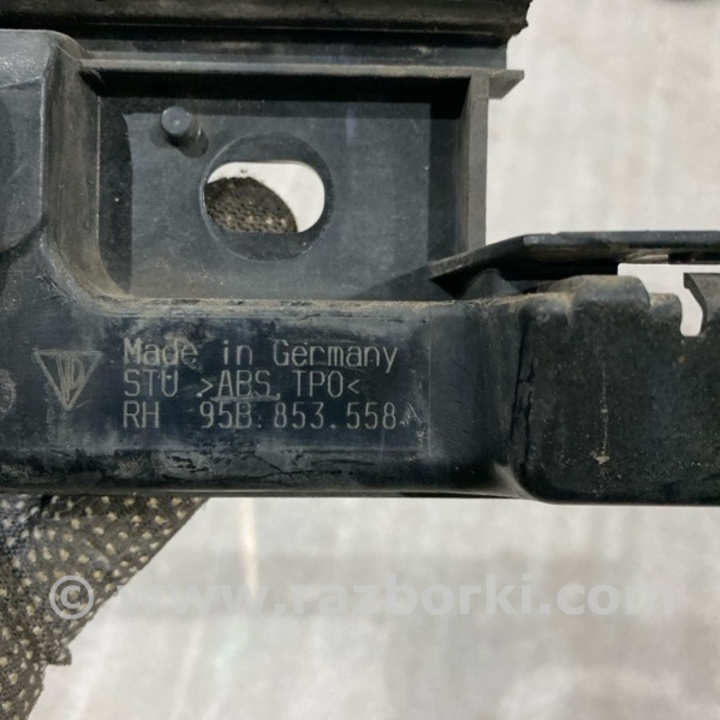 Made in Germany
STU >ABS, TPO<
RH 95B.853.558
© www.razborki.com